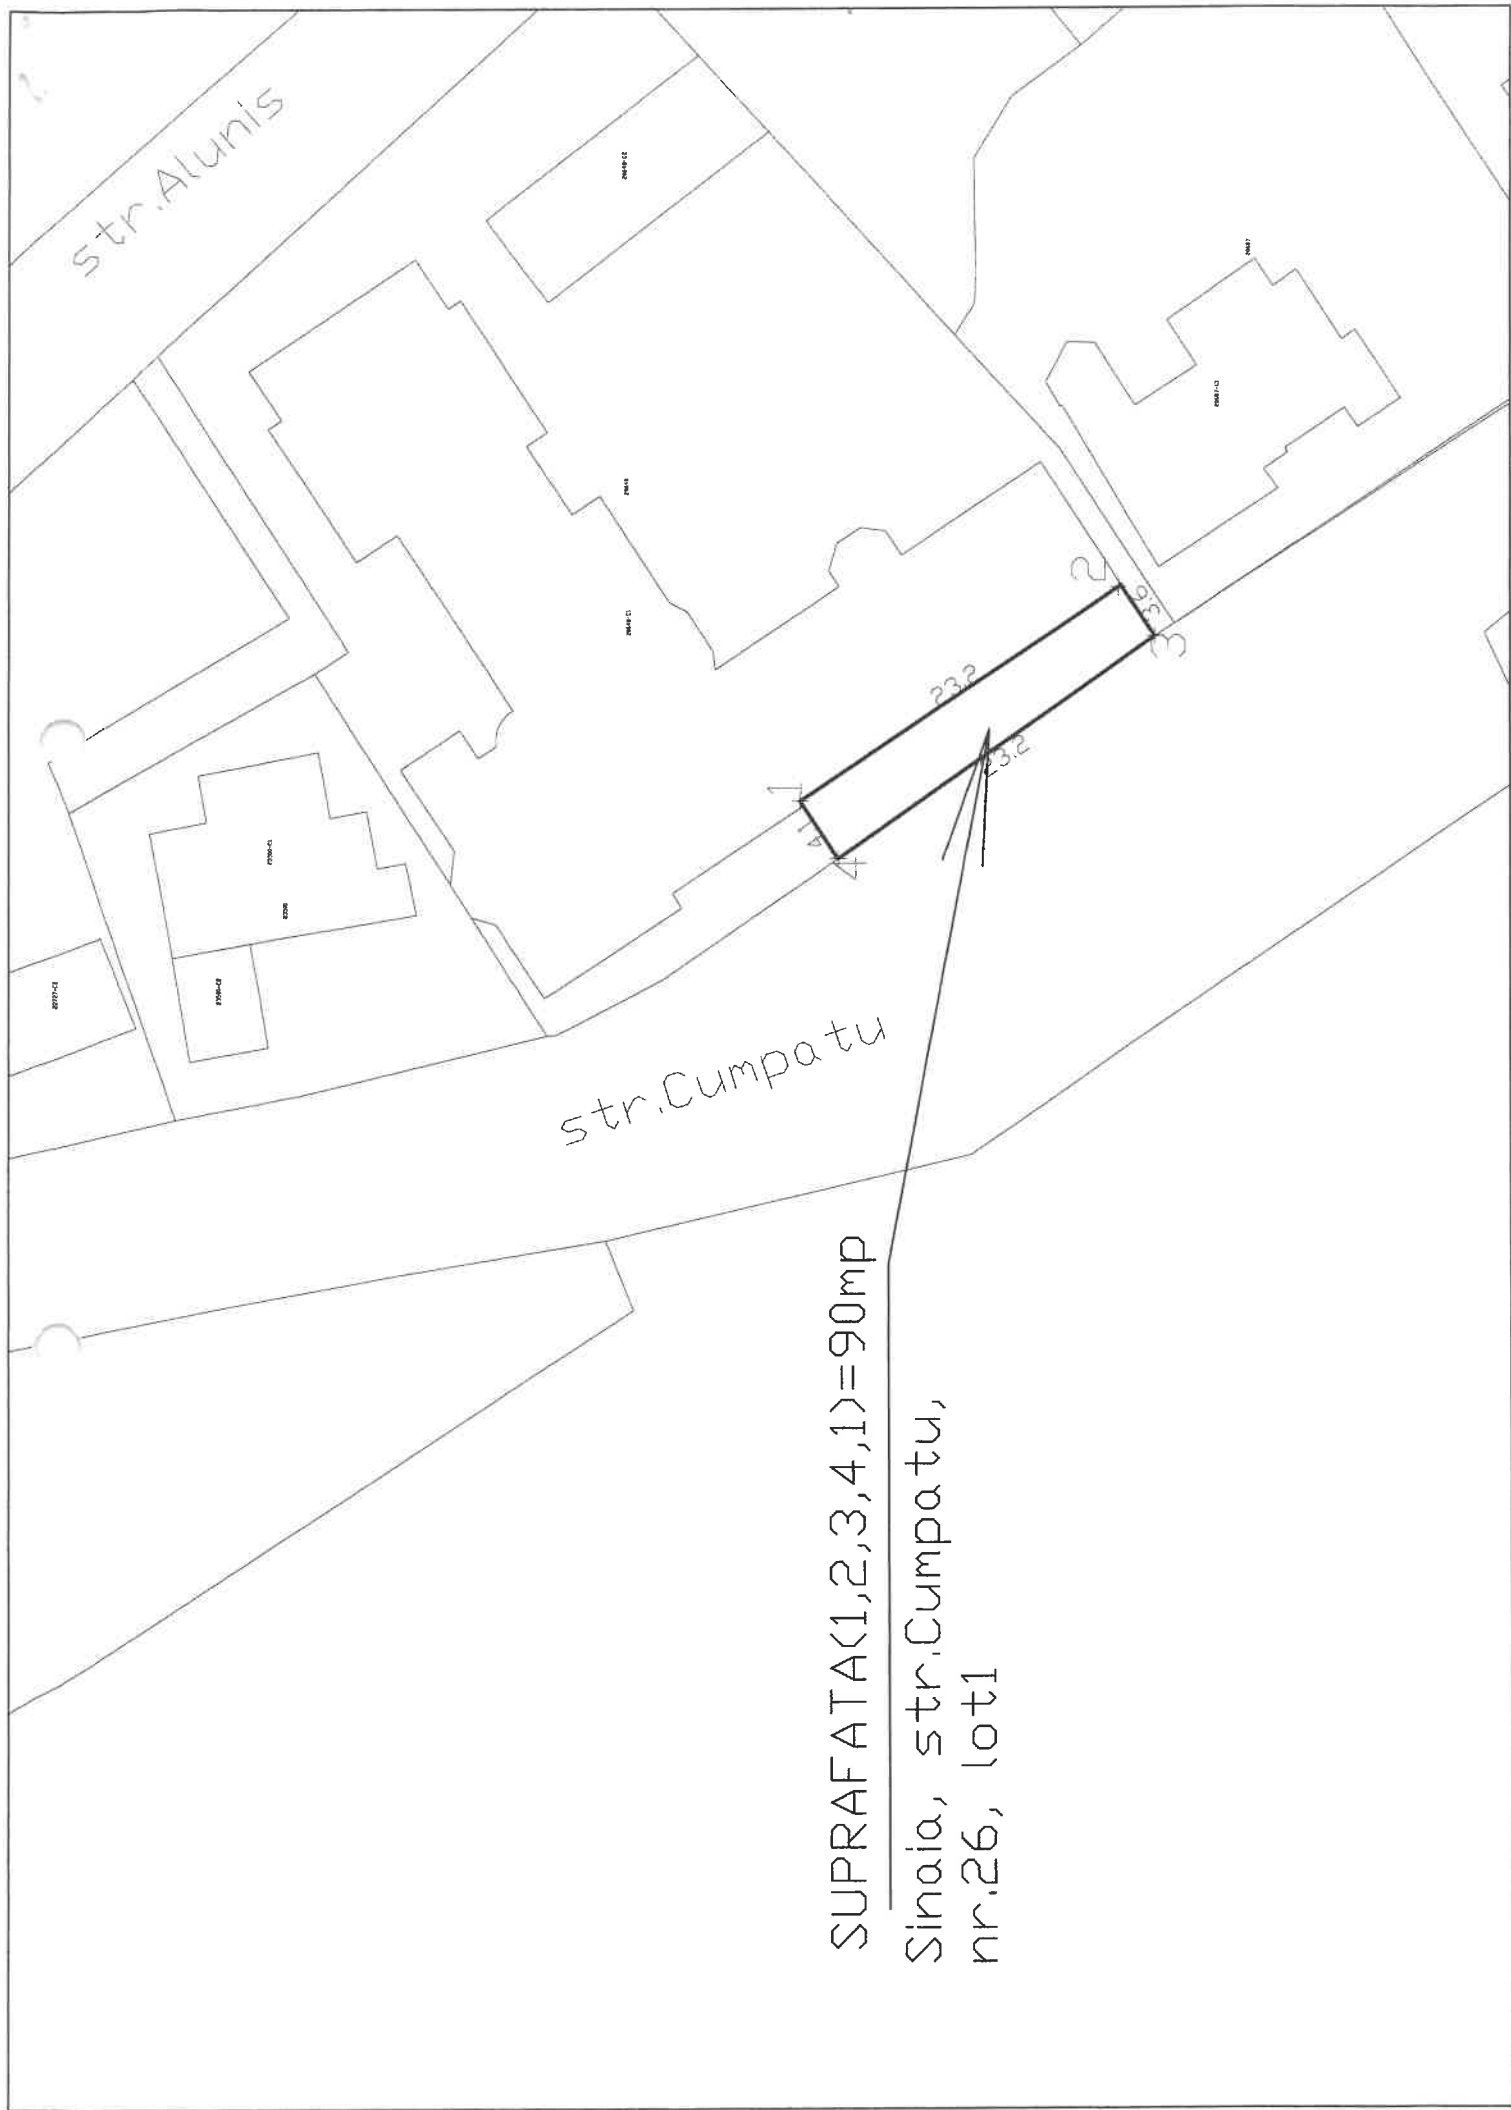 str.Alunis
str.Cumpatu
1
2
3
4
23.2
3.6
23.2
4.1
SUPRAFATA(1,2,3,4,1)=90mp
Sinaia, str.Cumpatu,
nr.26, lot1